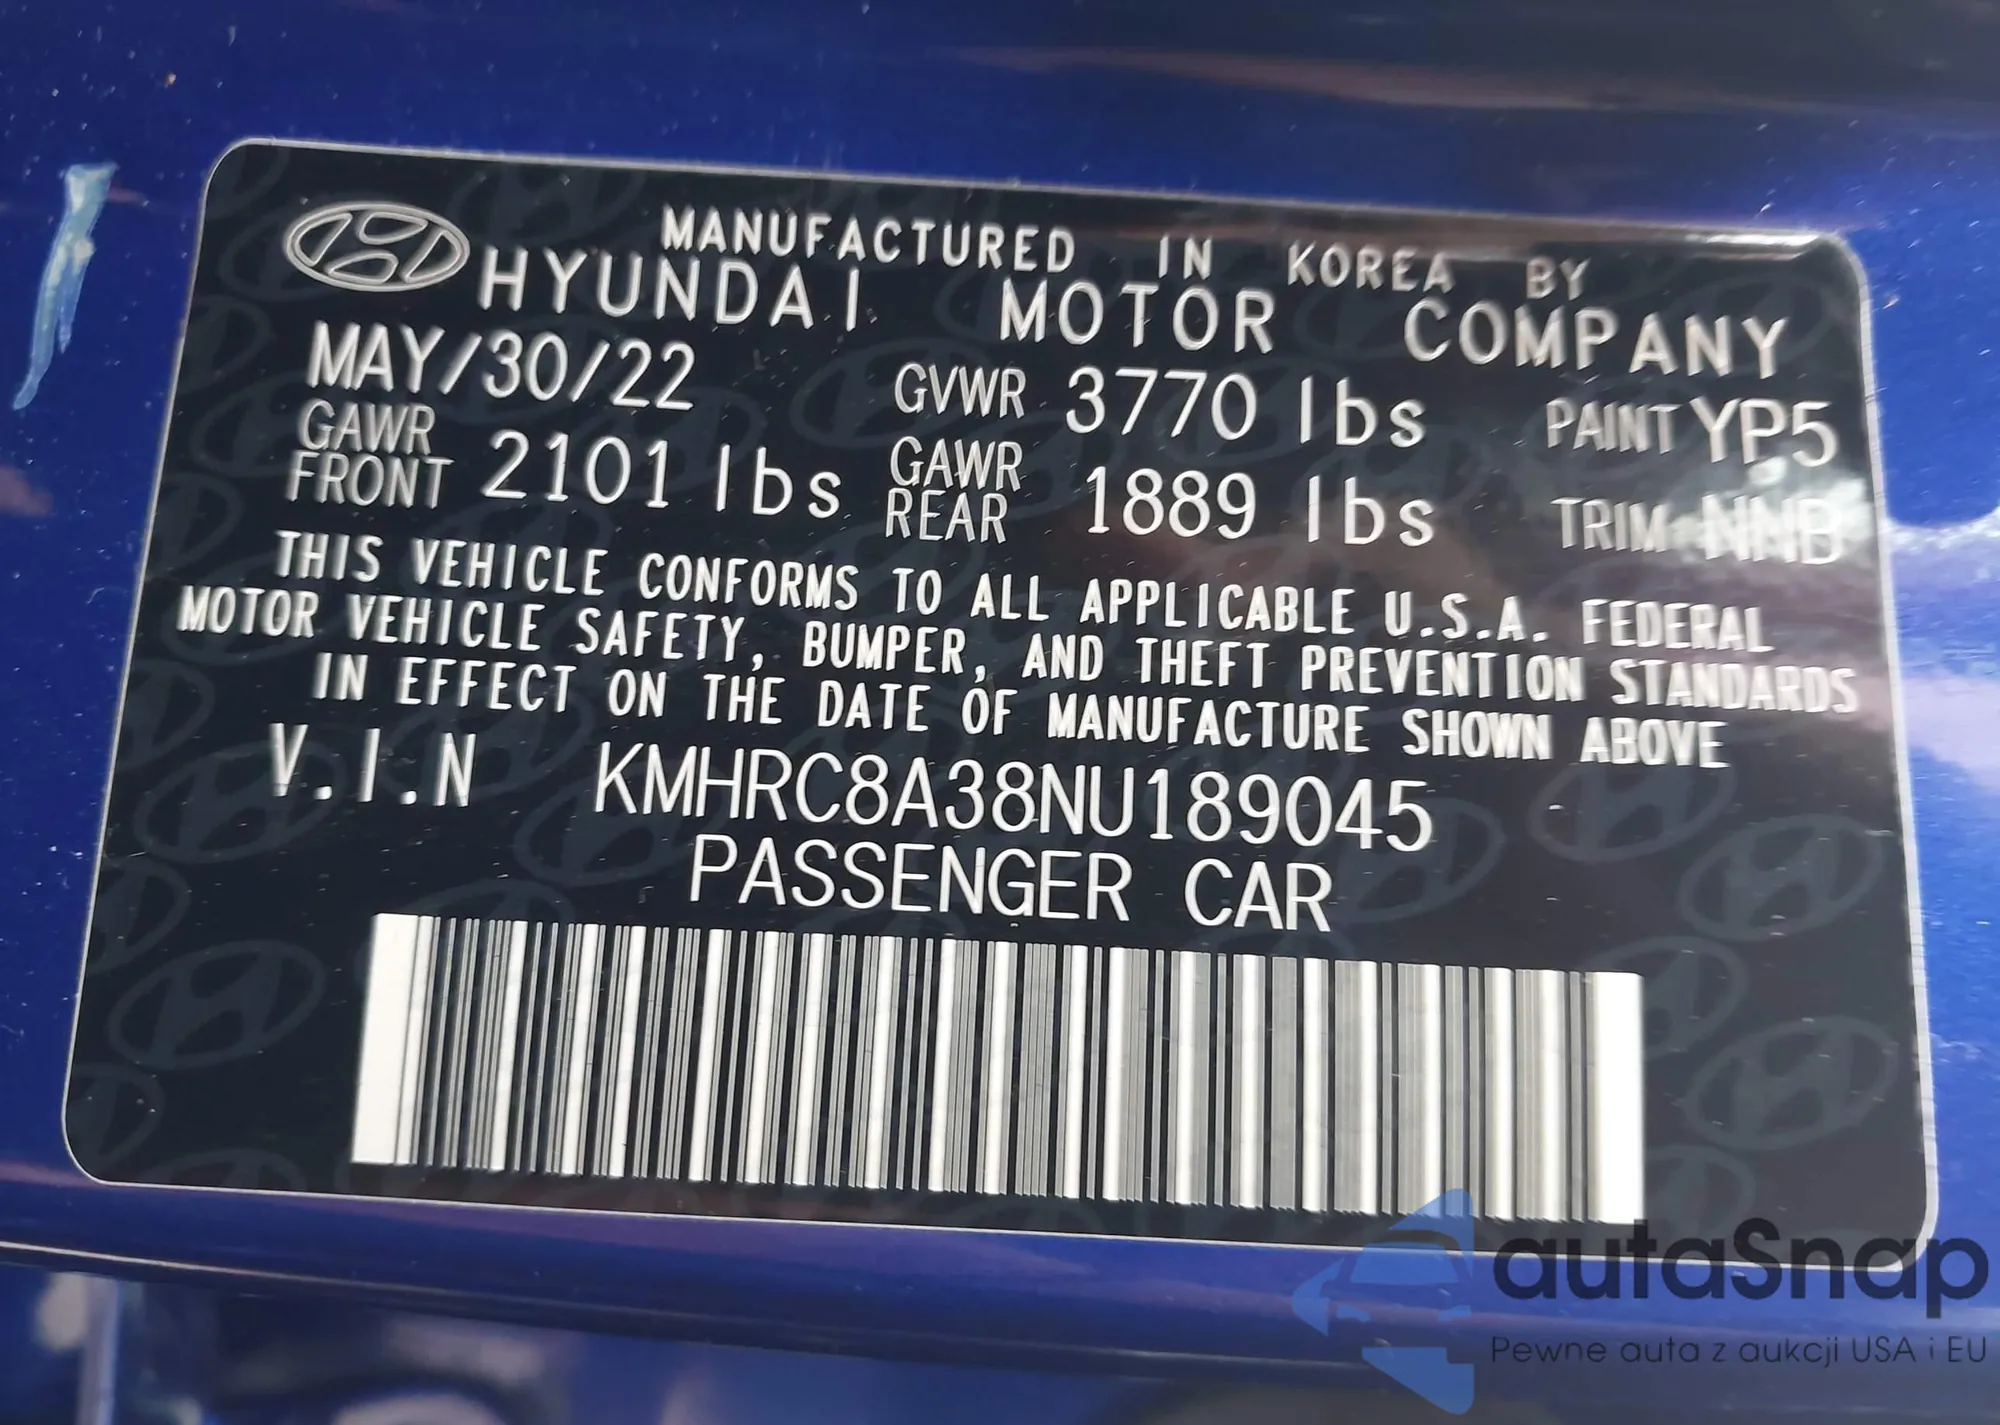 MANUFACTURED IN KOREA BY
HYUNDAI MOTOR COMPANY
MAY/30/22 GVWR 3770 lbs PAINT YP5
GAWR FRONT 2101 lbs GAWR REAR 1889 lbs TRIM NNB
THIS VEHICLE CONFORMS TO ALL APPLICABLE U.S.A. FEDERAL
MOTOR VEHICLE SAFETY, BUMPER, AND THEFT PREVENTION STANDARDS
IN EFFECT ON THE DATE OF MANUFACTURE SHOWN ABOVE
V.I.N KMHRC8A38NU189045
PASSENGER CAR
autaSnap
Pewne auta z aukcji USA i EU